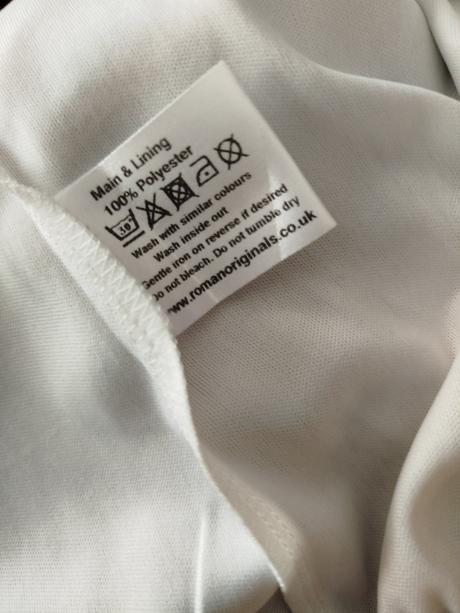 Main & Lining
100% Polyester
30°
Wash with similar colours
Wash inside out
Gentle iron on reverse if desired
Do not bleach. Do not tumble dry
www.romanoriginals.co.uk